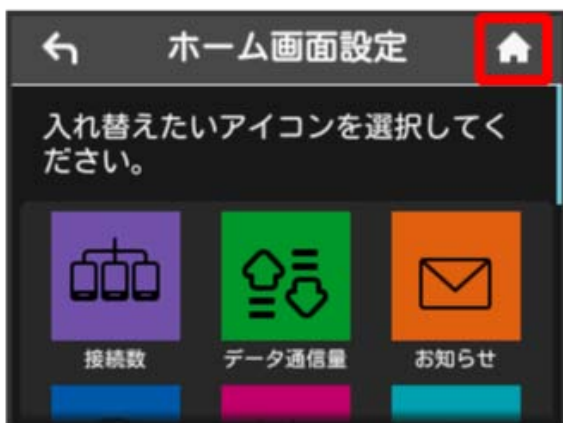 ホーム画面設定
入れ替えたいアイコンを選択してく
ださい。
接続数 データ通信量 お知らせ